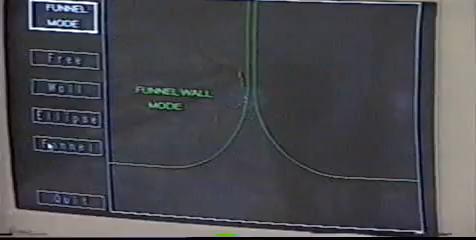 FUNNEL
MODE
Free
Wall
Ellipse
Funnel
Quit
FUNNEL WALL
MODE